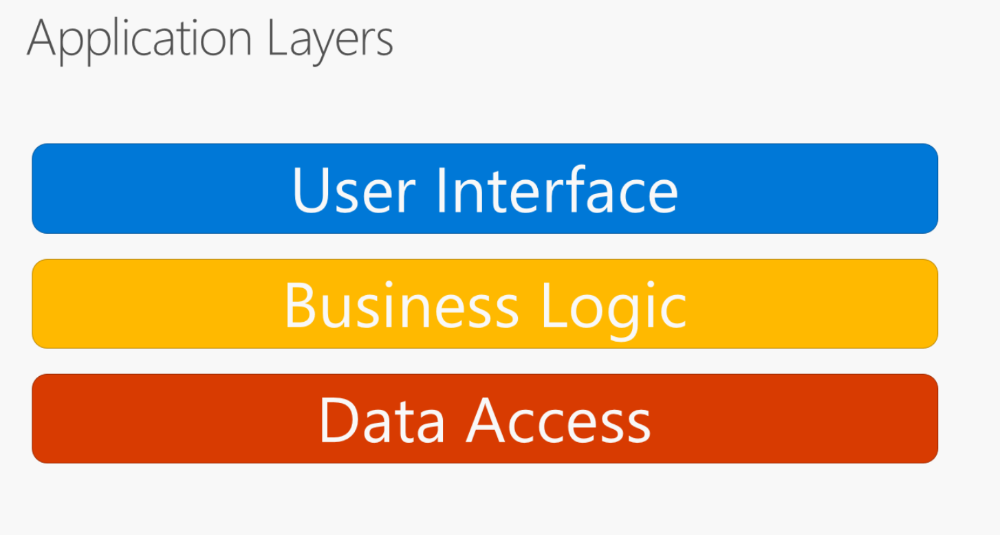 Application Layers
User Interface
Business Logic
Data Access